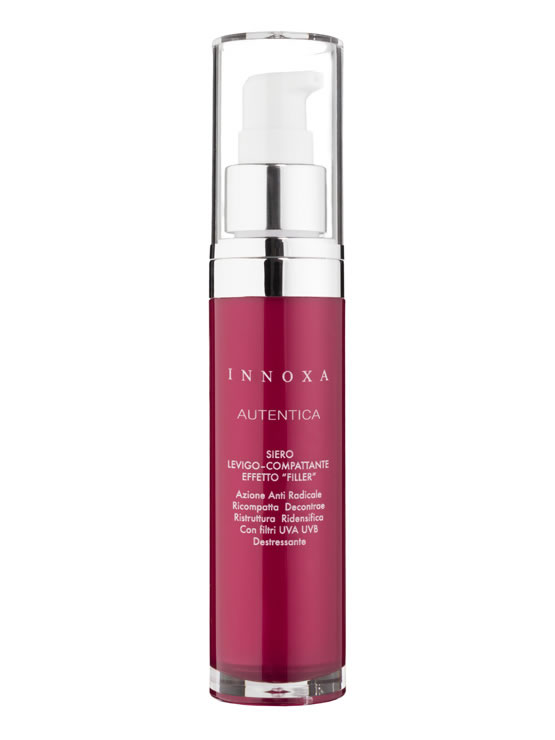 INNOXA
AUTENTICA
SIERO
LEVIGO-COMPATTANTE
EFFETTO "FILLER"
Azione Anti Radicale
Ricompatta Decontrae
Ristruttura Ridensifica
Con filtri UVA UVB
Destressante